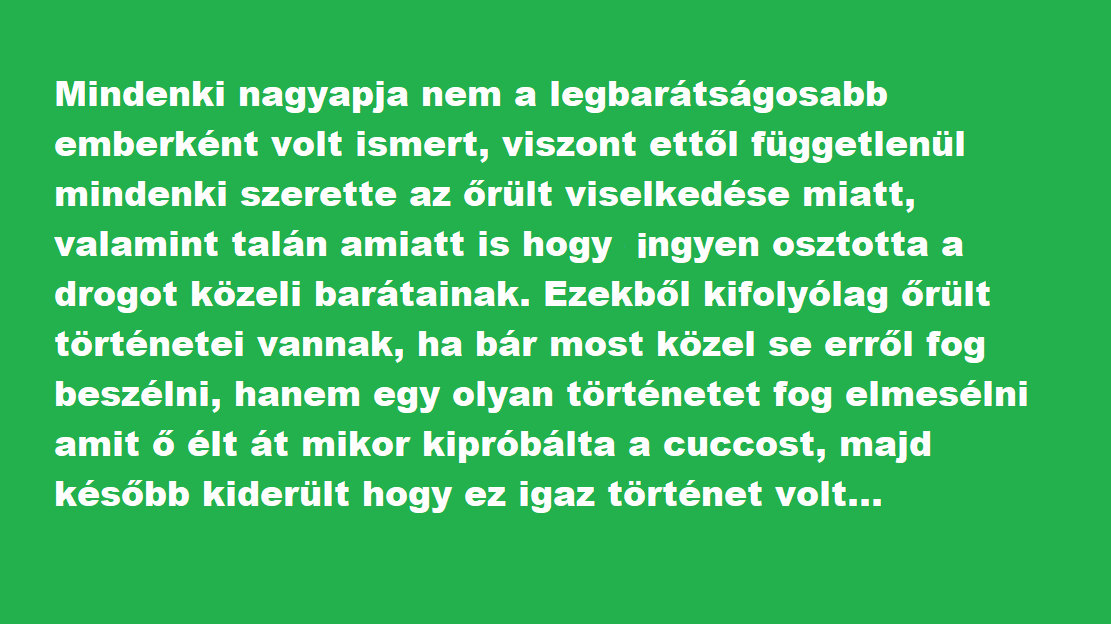 Mindenki nagyapja nem a legbarátságosabb
emberként volt ismert, viszont ettől függetlenül
mindenki szerette az őrült viselkedése miatt,
valamint talán amiatt is hogy  ingyen osztotta a
drogot közeli barátainak. Ezekből kifolyólag őrült
történetei vannak, ha bár most közel se erről fog
beszélni, hanem egy olyan történetet fog elmesélni
amit ő élt át mikor kipróbálta a cuccost, majd
később kiderült hogy ez igaz történet volt...